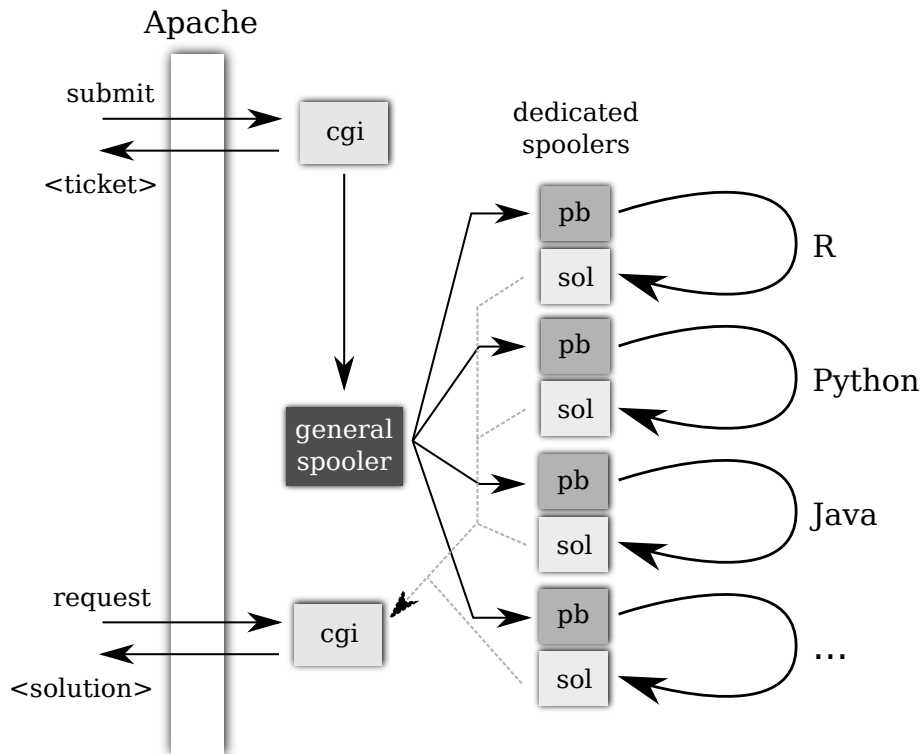 Apache
submit
cgi
<ticket>
dedicated
spoolers
pb
R
sol
pb
Python
sol
general
spooler
pb
Java
sol
request
cgi
<solution>
pb
...
sol